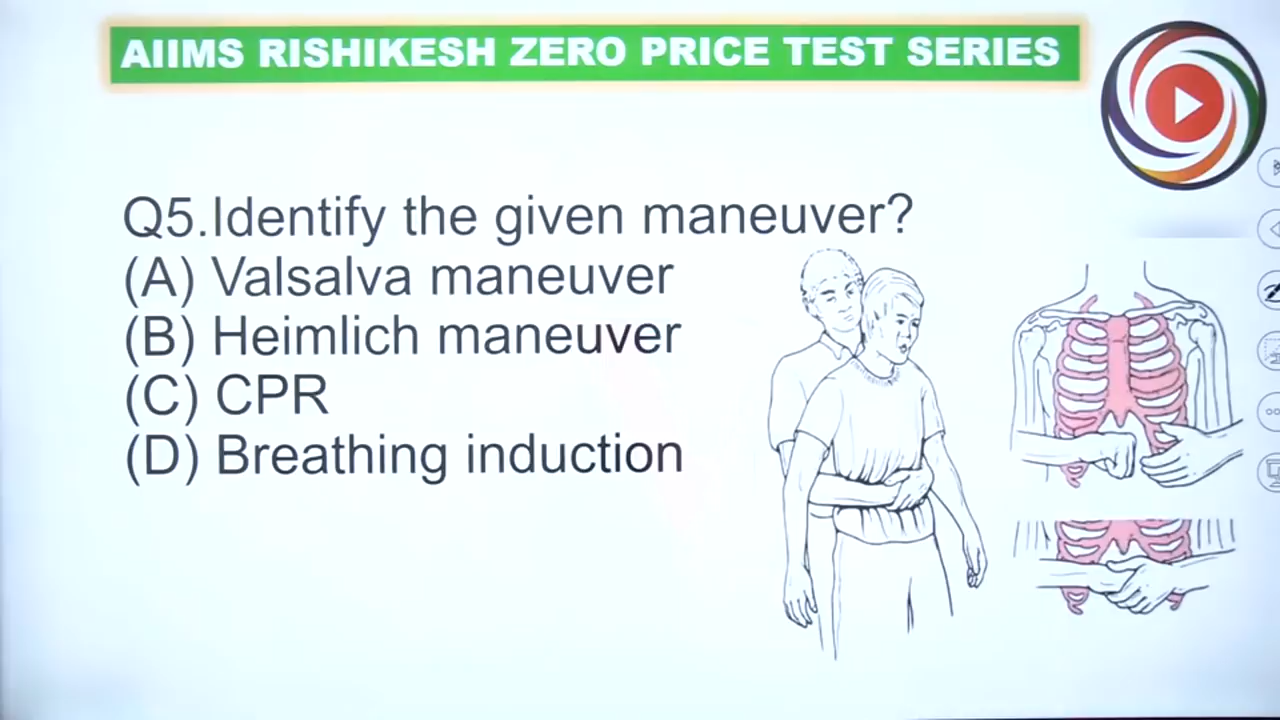 AIIMS RISHIKESH ZERO PRICE TEST SERIES
Q5.Identify the given maneuver?
(A) Valsalva maneuver
(B) Heimlich maneuver
(C) CPR
(D) Breathing induction